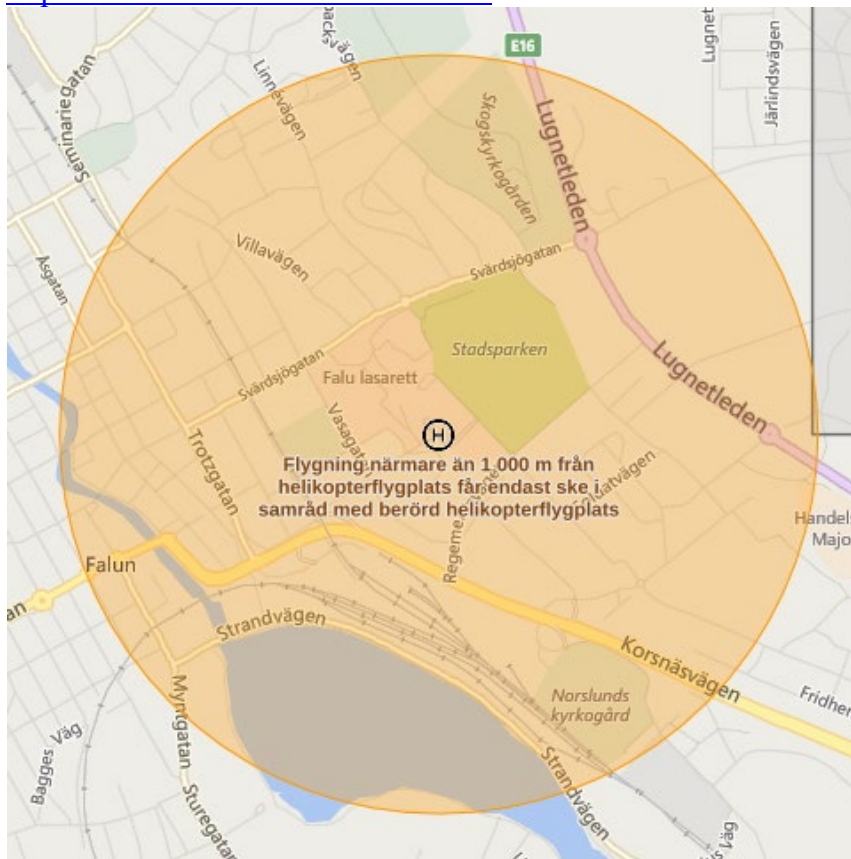 E16
Lugnetleden
Järlindsvägen
Linnévägen
Seminariegatan
Skogskyrkogården
Lugnetleden
Villavägen
Åsgatan
Svärdsjögatan
Stadsparken
Lugnetleden
Svärdsjögatan
Falu lasarett
Vasagatan
Trotzgatan
H
Flygning närmare än 1 000 m från
helikopterflygplats får endast ske i
samråd med berörd helikopterflygplats
Falun
Strandvägen
Korsnäsvägen
Norslunds
kyrkogård
Fridhem
Myntgatan
Bagges Väg
Sturegatan
Strandvägen